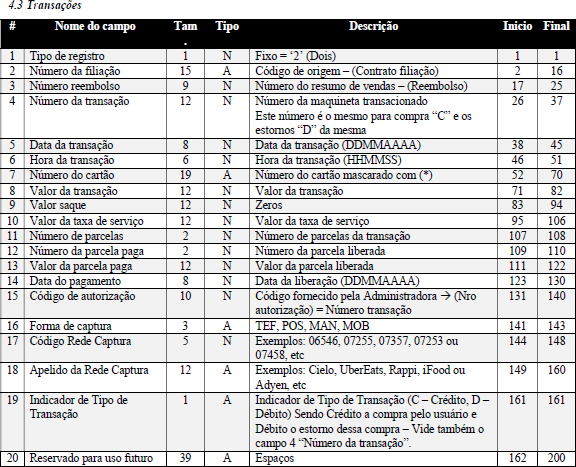 4.3 Transações
# Nome do campo Tam Tipo Descrição Inicio Final
.
1 Tipo de registro 1 N Fixo = ‘2’ (Dois) 1 1
2 Número da filiação 15 A Código de origem – (Contrato filiação) 2 16
3 Número reembolso 9 N Número do resumo de vendas – (Reembolso) 17 25
4 Número da transação 12 N Número da maquineta transacionado 26 37
Este número é o mesmo para compra “C” e os
estornos “D” da mesma
5 Data da transação 8 N Data da transação (DDMMAAAA) 38 45
6 Hora da transação 6 N Hora da transação (HHMMSS) 46 51
7 Número do cartão 19 A Número do cartão mascarado com (*) 52 70
8 Valor da transação 12 N Valor da transação 71 82
9 Valor saque 12 N Zeros 83 94
10 Valor da taxa de serviço 12 N Valor da taxa de serviço 95 106
11 Número de parcelas 2 N Número de parcelas da transação 107 108
12 Número da parcela paga 2 N Número da parcela liberada 109 110
13 Valor da parcela paga 12 N Valor da parcela liberada 111 122
14 Data do pagamento 8 N Data da liberação (DDMMAAAA) 123 130
15 Código de autorização 10 N Código fornecido pela Administradora → (Nro 131 140
autorização) = Número transação
16 Forma de captura 3 A TEF, POS, MAN, MOB 141 143
17 Código Rede Captura 5 N Exemplos: 06546, 07255, 07357, 07253 ou 144 148
07458, etc
18 Apelido da Rede Captura 12 A Exemplos: Cielo, UberEats, Rappi, iFood ou 149 160
Adyen, etc
19 Indicador de Tipo de 1 A Indicador de Tipo de Transação (C – Crédito, D – 161 161
Transação Débito) Sendo Crédito a compra pelo usuário e
Débito o estorno dessa compra – Vide também o
campo 4 “Número da transação”.
20 Reservado para uso futuro 39 A Espaços 162 200